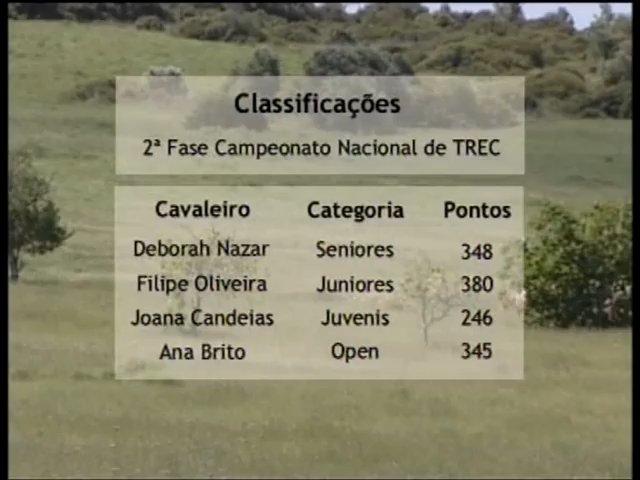 Classificações
2ª Fase Campeonato Nacional de TREC
Cavaleiro Categoria Pontos
Deborah Nazar Seniores 348
Filipe Oliveira Juniores 380
Joana Candeias Juvenis 246
Ana Brito Open 345